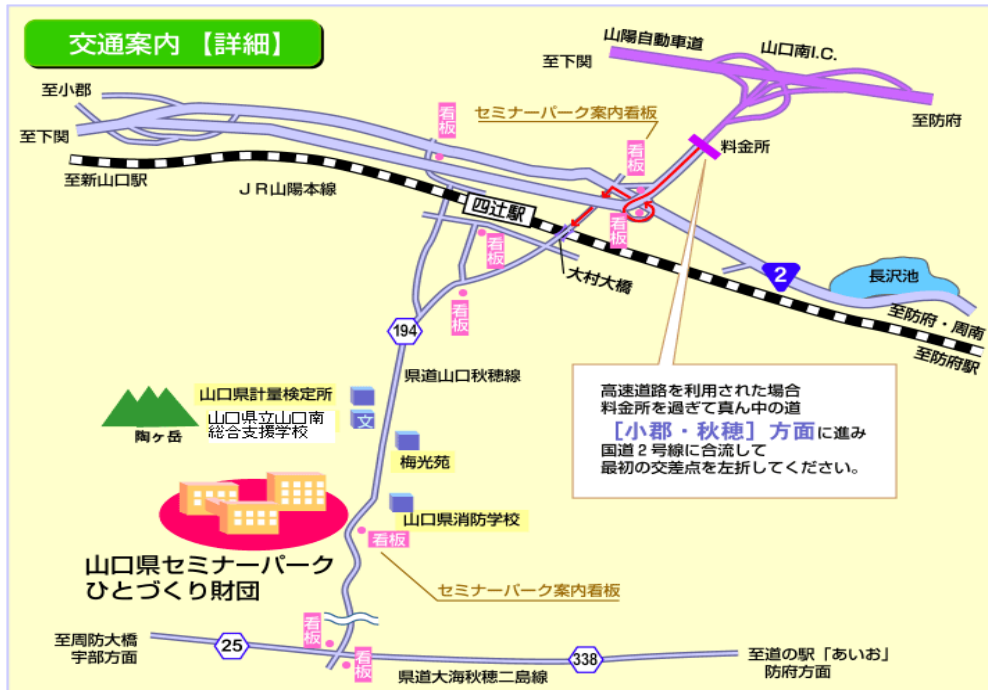 交通案内 【詳細】
山陽自動車道
山口南I.C.
至下関
至小郡
至防府
至下関
セミナーパーク案内看板
看板
看板
料金所
至新山口駅
JR山陽本線
四辻駅
看板
看板
大村大橋
2
長沢池
至防府・周南
至防府駅
看板
194
県道山口秋穂線
高速道路を利用された場合
料金所を過ぎて真ん中の道
［小郡・秋穂］方面に進み
国道2号線に合流して
最初の交差点を左折してください。
山口県計量検定所
陶ヶ岳
山口県立山口南
総合支援学校
文
梅光苑
山口県消防学校
看板
山口県セミナーパーク
ひとづくり財団
セミナーパーク案内看板
看板
至周防大橋
宇部方面
25
看板
県道大海秋穂二島線
338
至道の駅「あいお」
防府方面